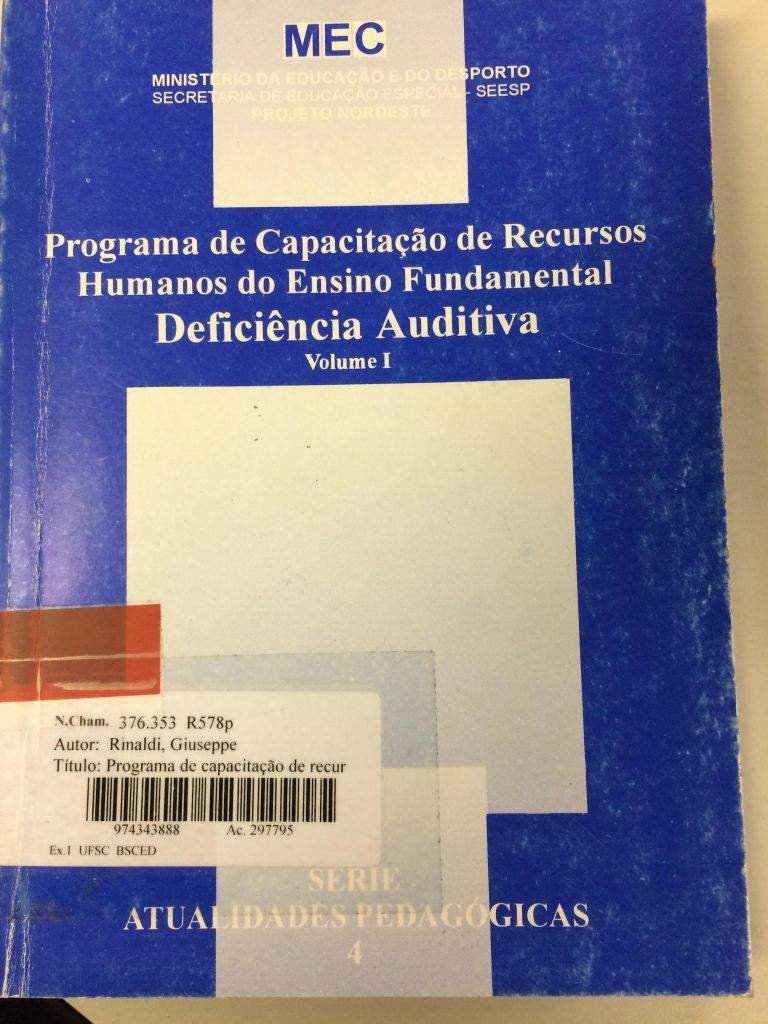 MEC
MINISTÉRIO DA EDUCAÇÃO E DO DESPORTO
SECRETARIA DE EDUCAÇÃO ESPECIAL - SEESP
PROJETO NORDESTE
Programa de Capacitação de Recursos
Humanos do Ensino Fundamental
Deficiência Auditiva
Volume I
N.Cham. 376.353 R578p
Autor: Rinaldi, Giuseppe
Título: Programa de capacitação de recur
974343888 Ac. 297795
Ex.1 UFSC BSCED
SÉRIE
ATUALIDADES PEDAGÓGICAS
4